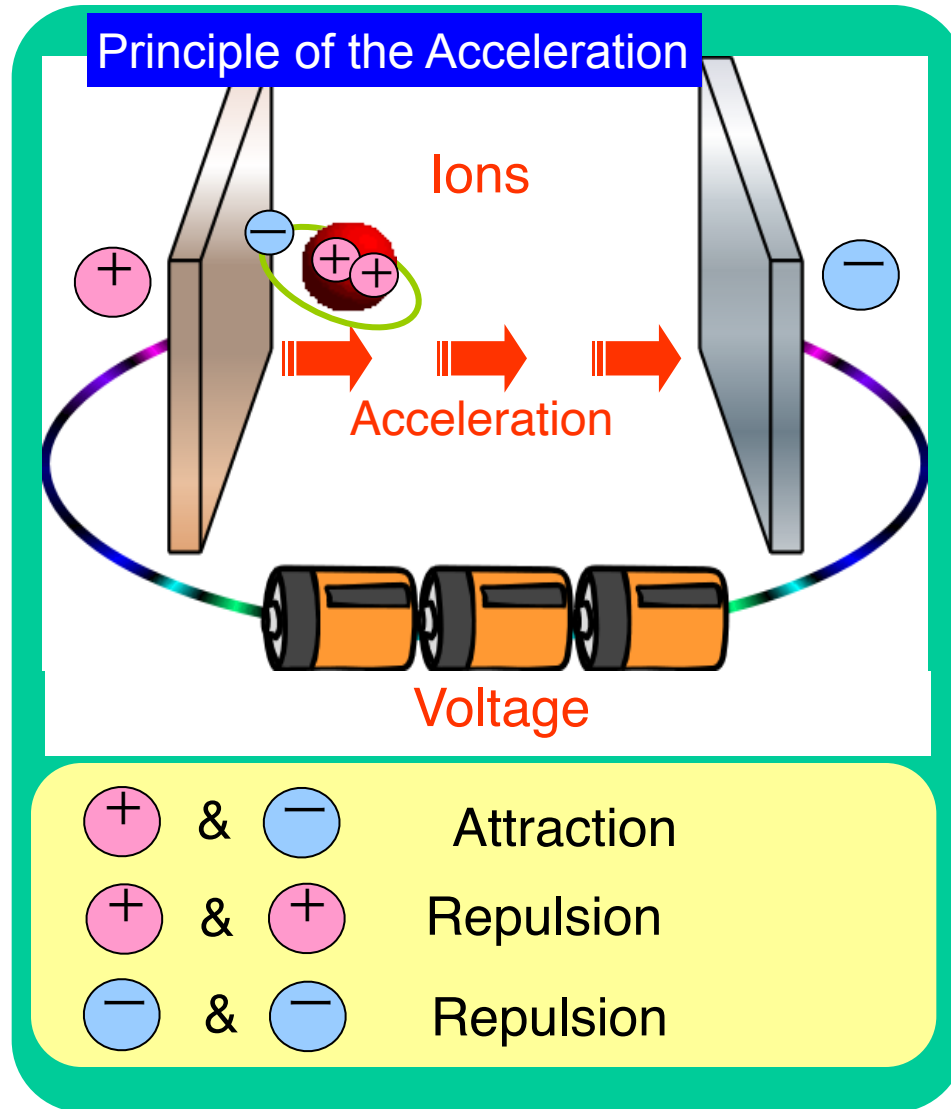 Principle of the Acceleration
Ions
+
−
+
+
−
Acceleration
Voltage
+ & − Attraction
+ & + Repulsion
− & − Repulsion